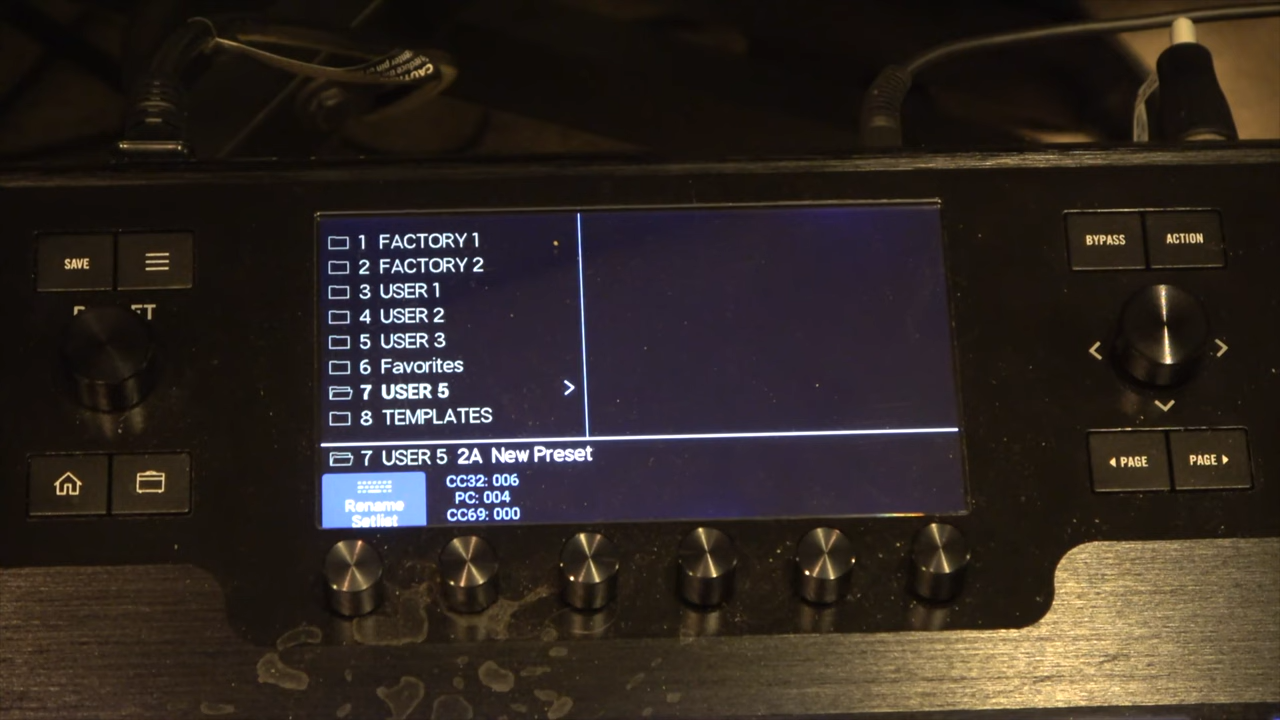 CAUTION
SAVE
BYPASS
ACTION
◀ PAGE
PAGE ▶
1 FACTORY 1
2 FACTORY 2
3 USER 1
4 USER 2
5 USER 3
6 Favorites
7 USER 5 >
8 TEMPLATES
7 USER 5 2A New Preset
Rename
Setlist
CC32: 006
PC: 004
CC69: 000